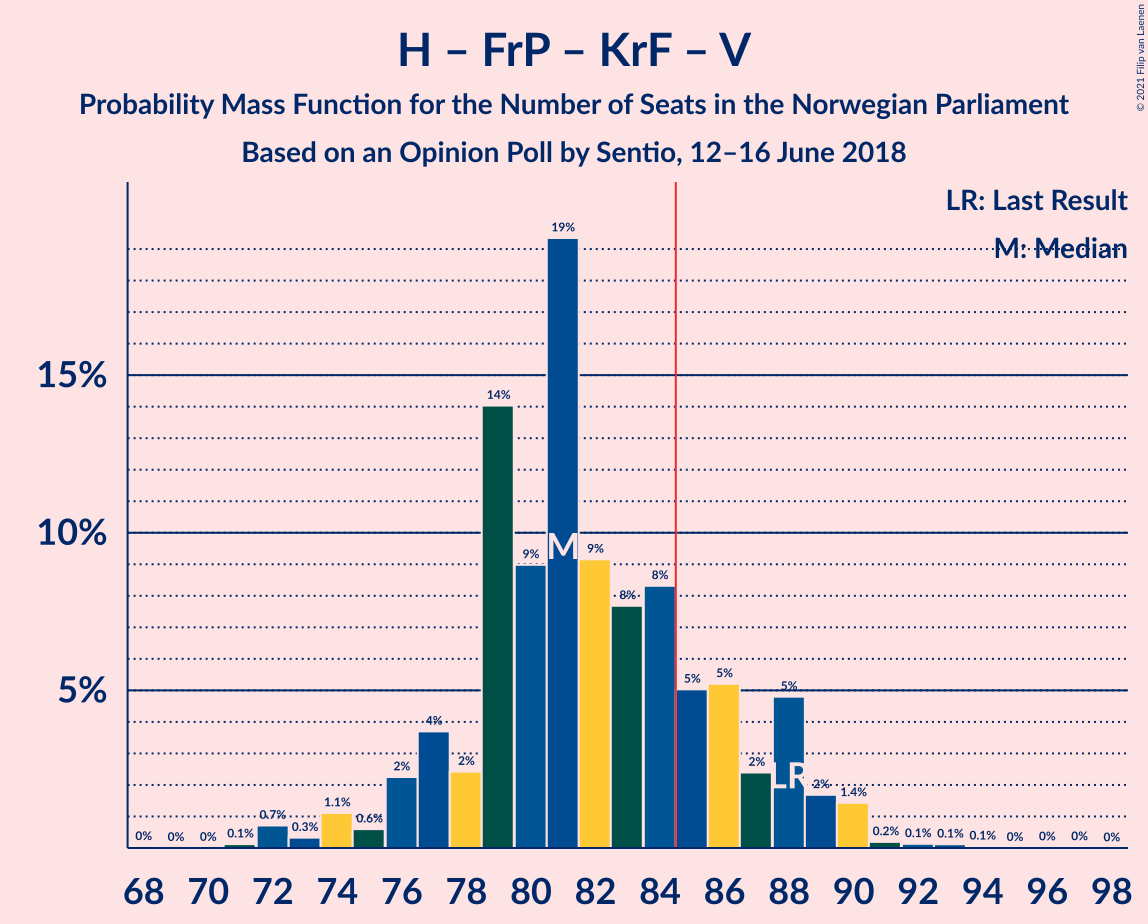 H – FrP – KrF – V
Probability Mass Function for the Number of Seats in the Norwegian Parliament
Based on an Opinion Poll by Sentio, 12–16 June 2018
© 2021 Filip van Laenen
LR: Last Result
M: Median
15%
10%
5%
0% 0% 0% 0.1% 0.7% 0.3% 1.1% 0.6% 2% 4% 2% 14% 9% 19% 9% 8% 8% 5% 5% 2% 5% 2% 1.4% 0.2% 0.1% 0.1% 0.1% 0% 0% 0% 0%
M
LR
68 70 72 74 76 78 80 82 84 86 88 90 92 94 96 98